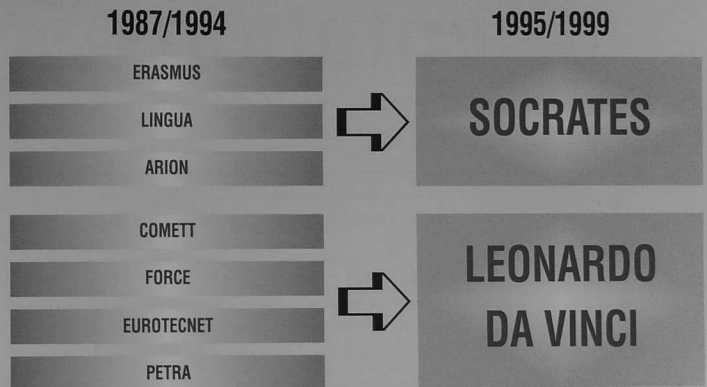 1987/1994
1995/1999
ERASMUS
LINGUA
ARION
SOCRATES
COMETT
FORCE
EUROTECNET
PETRA
LEONARDO
DA VINCI